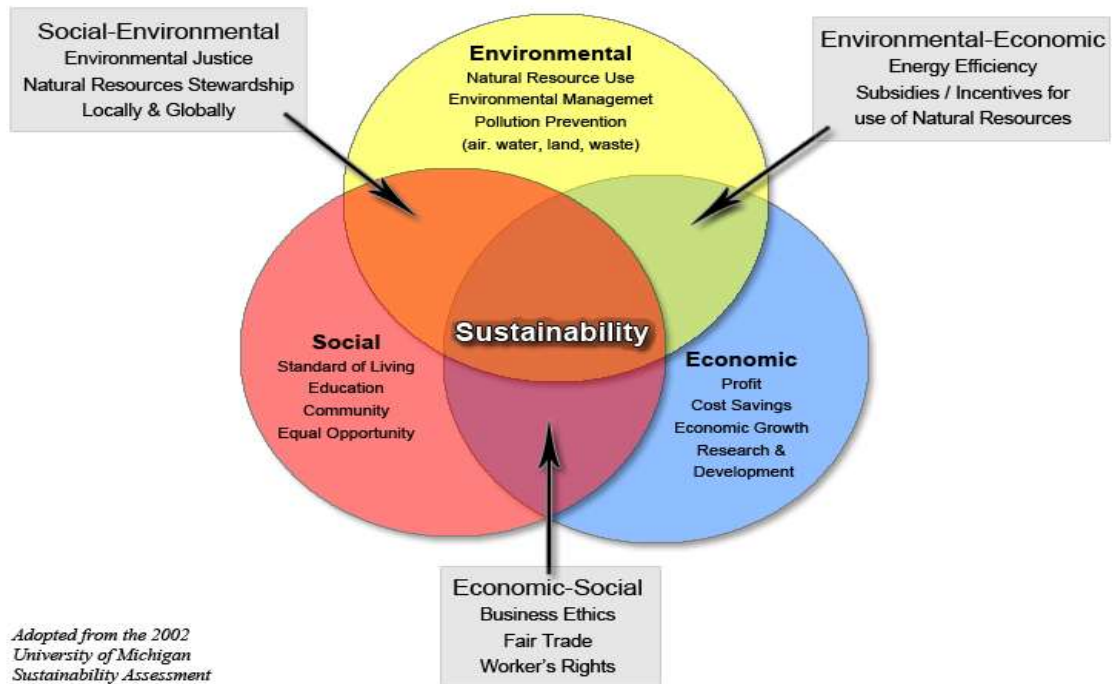 Social-Environmental
Environmental Justice
Natural Resources Stewardship
Locally & Globally
Environmental
Natural Resource Use
Environmental Managemet
Pollution Prevention
(air. water, land, waste)
Environmental-Economic
Energy Efficiency
Subsidies / Incentives for
use of Natural Resources
Sustainability
Social
Standard of Living
Education
Community
Equal Opportunity
Economic
Profit
Cost Savings
Economic Growth
Research &
Development
Economic-Social
Business Ethics
Fair Trade
Worker's Rights
Adopted from the 2002
University of Michigan
Sustainability Assessment